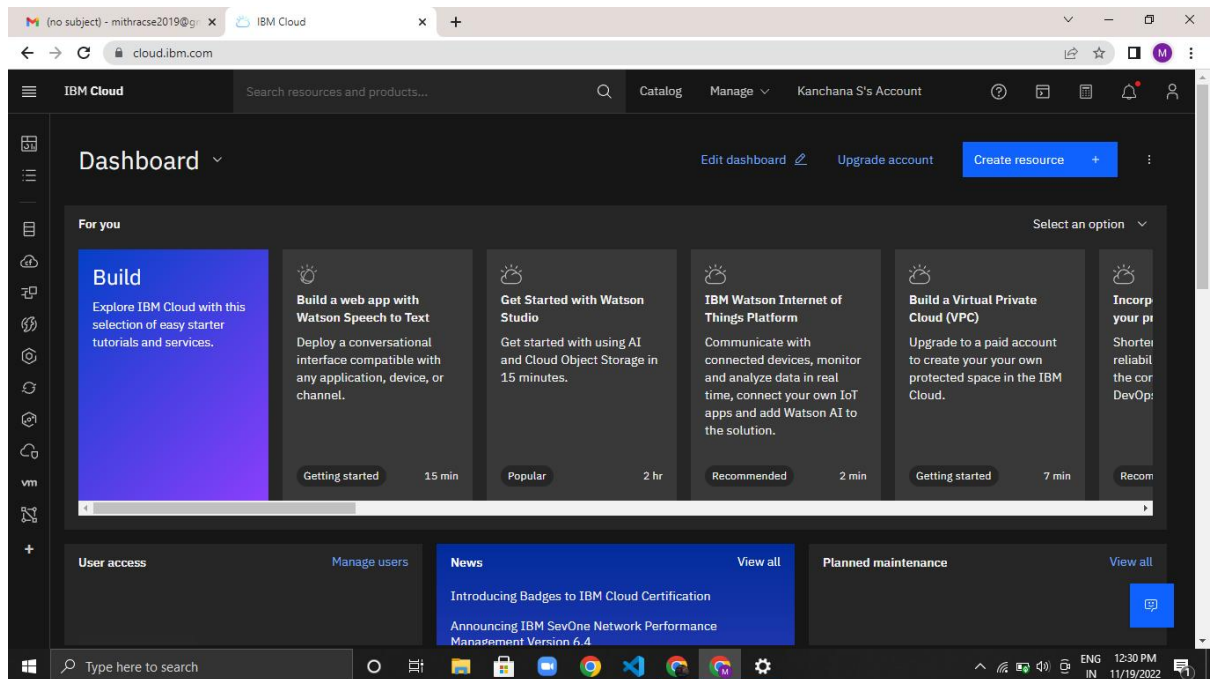 (no subject) - mithracse2019@g
IBM Cloud
cloud.ibm.com
M
IBM Cloud
Search resources and products...
Catalog
Manage
Kanchana S's Account
Dashboard
Edit dashboard
Upgrade account
Create resource +
For you
Select an option
Build
Explore IBM Cloud with this
selection of easy starter
tutorials and services.
Build a web app with
Watson Speech to Text
Deploy a conversational
interface compatible with
any application, device, or
channel.
Getting started 15 min
Get Started with Watson
Studio
Get started with using AI
and Cloud Object Storage in
15 minutes.
Popular 2 hr
IBM Watson Internet of
Things Platform
Communicate with
connected devices, monitor
and analyze data in real
time, connect your own IoT
apps and add Watson AI to
the solution.
Recommended 2 min
Build a Virtual Private
Cloud (VPC)
Upgrade to a paid account
to create your your own
protected space in the IBM
Cloud.
Getting started 7 min
Incorp
your pr
Shorte
reliabil
the cor
DevOp
Recom
vm
User access
Manage users
News
View all
Introducing Badges to IBM Cloud Certification
Announcing IBM SevOne Network Performance
Management Version 6.4
Planned maintenance
View all
Type here to search
ENG
IN
12:30 PM
11/19/2022